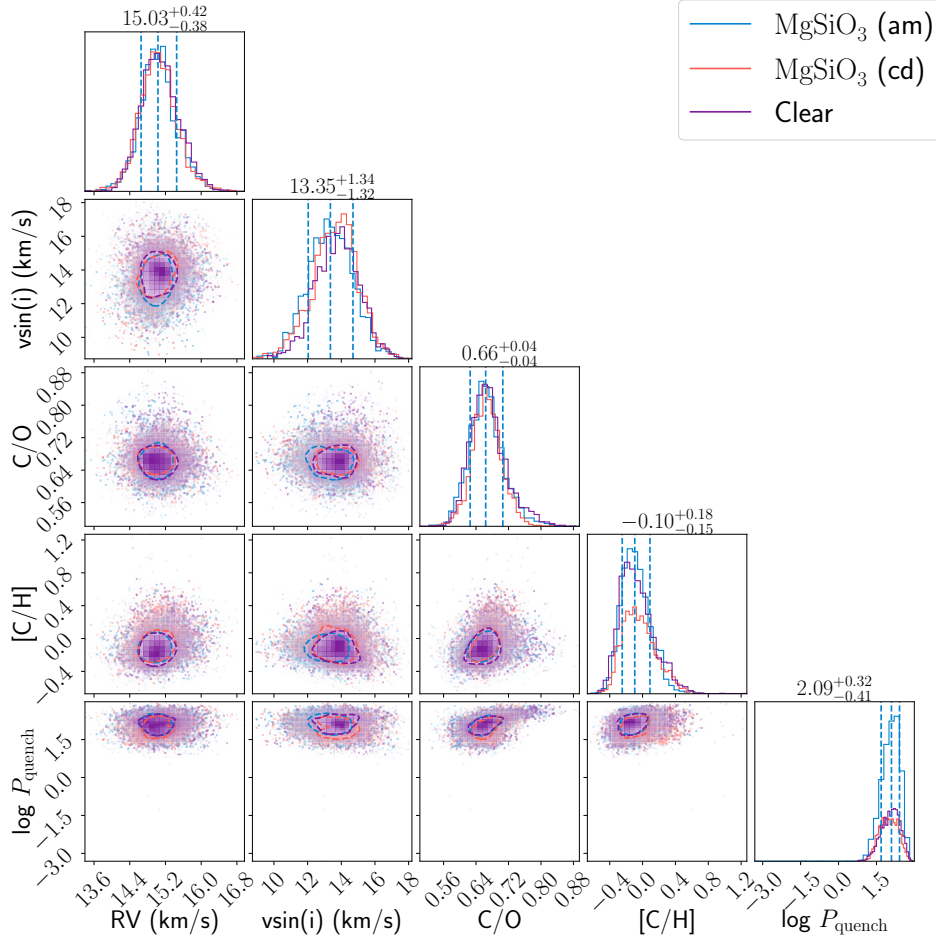 15.03+0.42−0.38
MgSiO3 (am)
MgSiO3 (cd)
Clear
13.35+1.34−1.32
vsin(i) (km/s)
18
16
14
12
10
0.66+0.04−0.04
C/O
0.88
0.80
0.72
0.64
0.56
−0.10+0.18−0.15
[C/H]
1.2
0.8
0.4
−0.0
−0.4
2.09+0.32−0.41
log Pquench
1.5
0.0
−1.5
−3.0
13.6 14.4 15.2 16.0 16.8
10 12 14 16 18
0.56 0.64 0.72 0.80 0.88
−0.4 −0.0 0.4 0.8 1.2
−3.0 −1.5 0.0 1.5
RV (km/s) vsin(i) (km/s) C/O [C/H] log Pquench